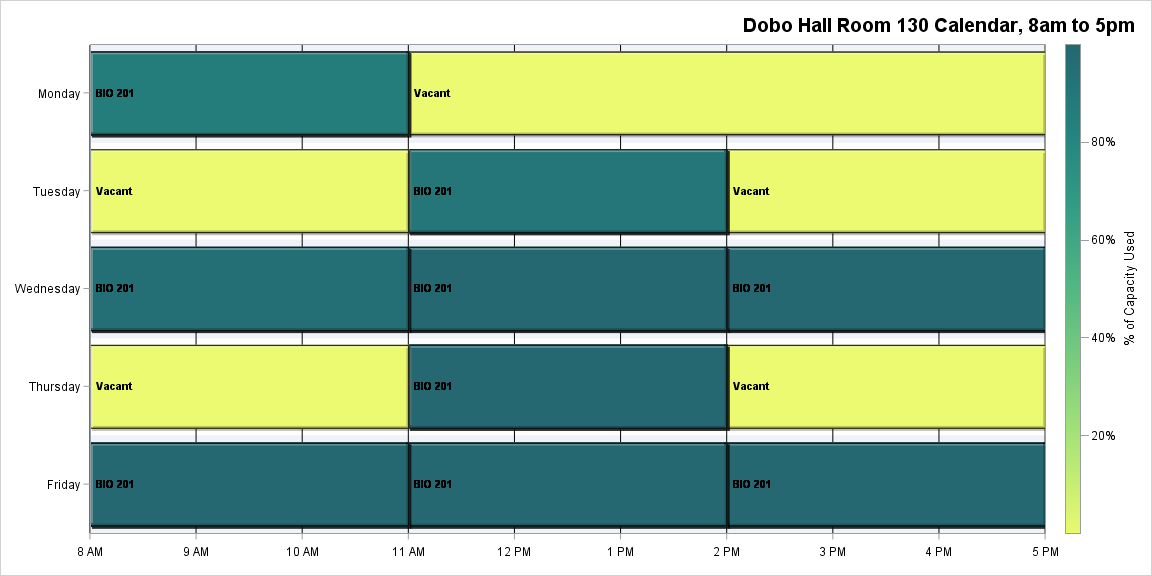 Dobo Hall Room 130 Calendar, 8am to 5pm
Monday BIO 201 Vacant
80%
Tuesday Vacant BIO 201 Vacant
60%
% of Capacity Used
Wednesday BIO 201 BIO 201 BIO 201
40%
Thursday Vacant BIO 201 Vacant
20%
Friday BIO 201 BIO 201 BIO 201
8 AM 9 AM 10 AM 11 AM 12 PM 1 PM 2 PM 3 PM 4 PM 5 PM